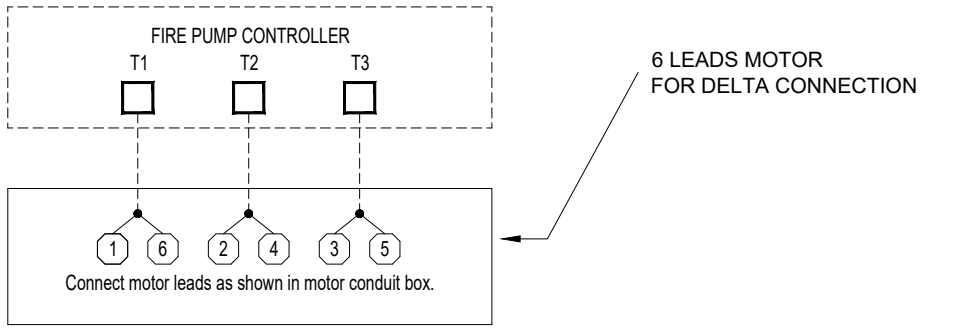 FIRE PUMP CONTROLLER
T1 T2 T3
6 LEADS MOTOR
FOR DELTA CONNECTION
1 6 2 4 3 5
Connect motor leads as shown in motor conduit box.